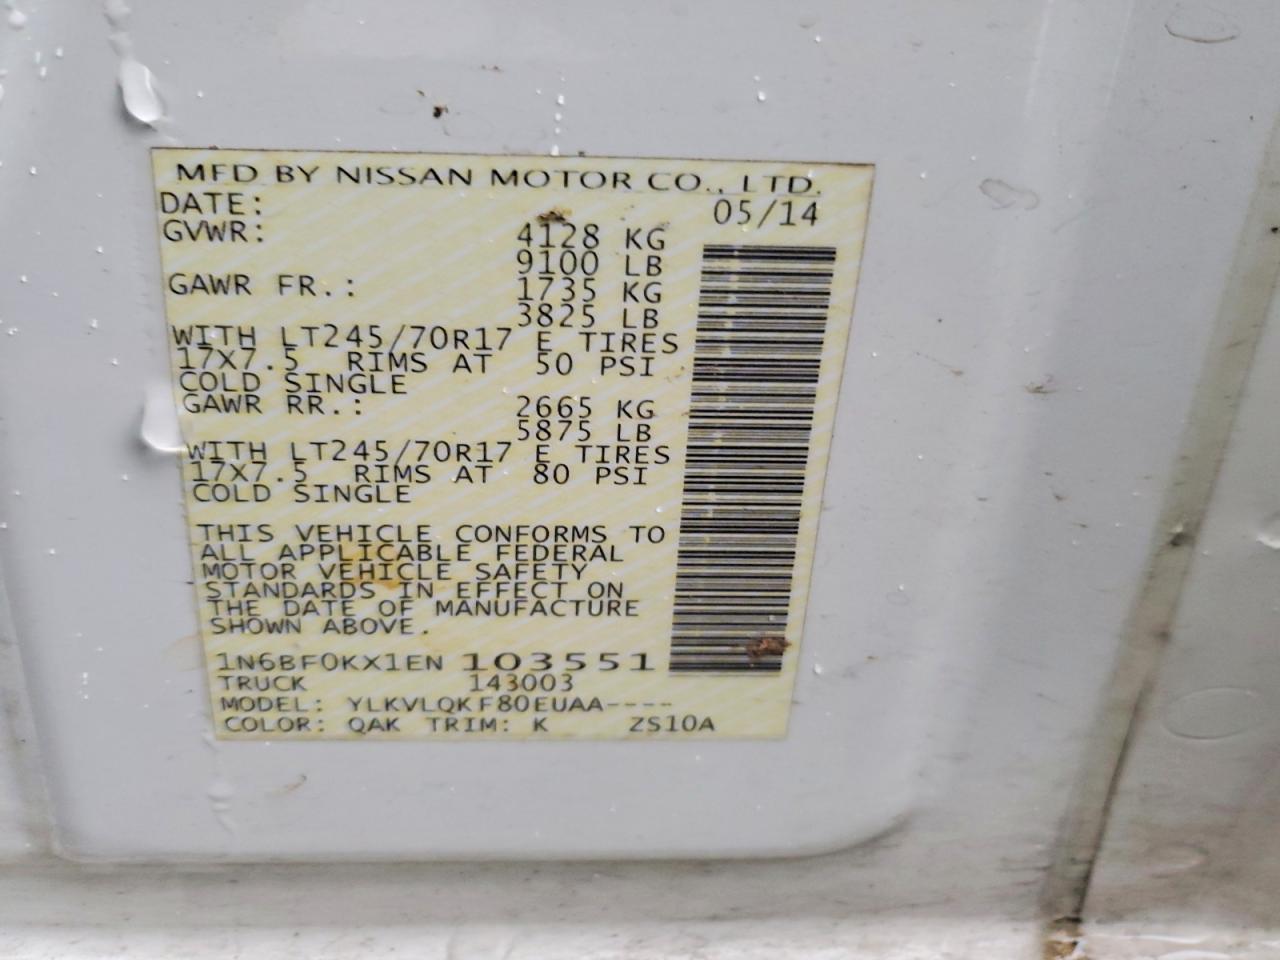 MFD BY NISSAN MOTOR CO., LTD.
DATE: 05/14
GVWR: 4128 KG
9100 LB
GAWR FR.: 1735 KG
3825 LB
WITH LT245/70R17 E TIRES
17X7.5 RIMS AT 50 PSI
COLD SINGLE
GAWR RR.: 2665 KG
5875 LB
WITH LT245/70R17 E TIRES
17X7.5 RIMS AT 80 PSI
COLD SINGLE
THIS VEHICLE CONFORMS TO
ALL APPLICABLE FEDERAL
MOTOR VEHICLE SAFETY
STANDARDS IN EFFECT ON
THE DATE OF MANUFACTURE
SHOWN ABOVE.
1N6BF0KX1EN 103551
TRUCK 143003
MODEL: YLKVLQKF80EUAA----
COLOR: QAK TRIM: K ZS10A